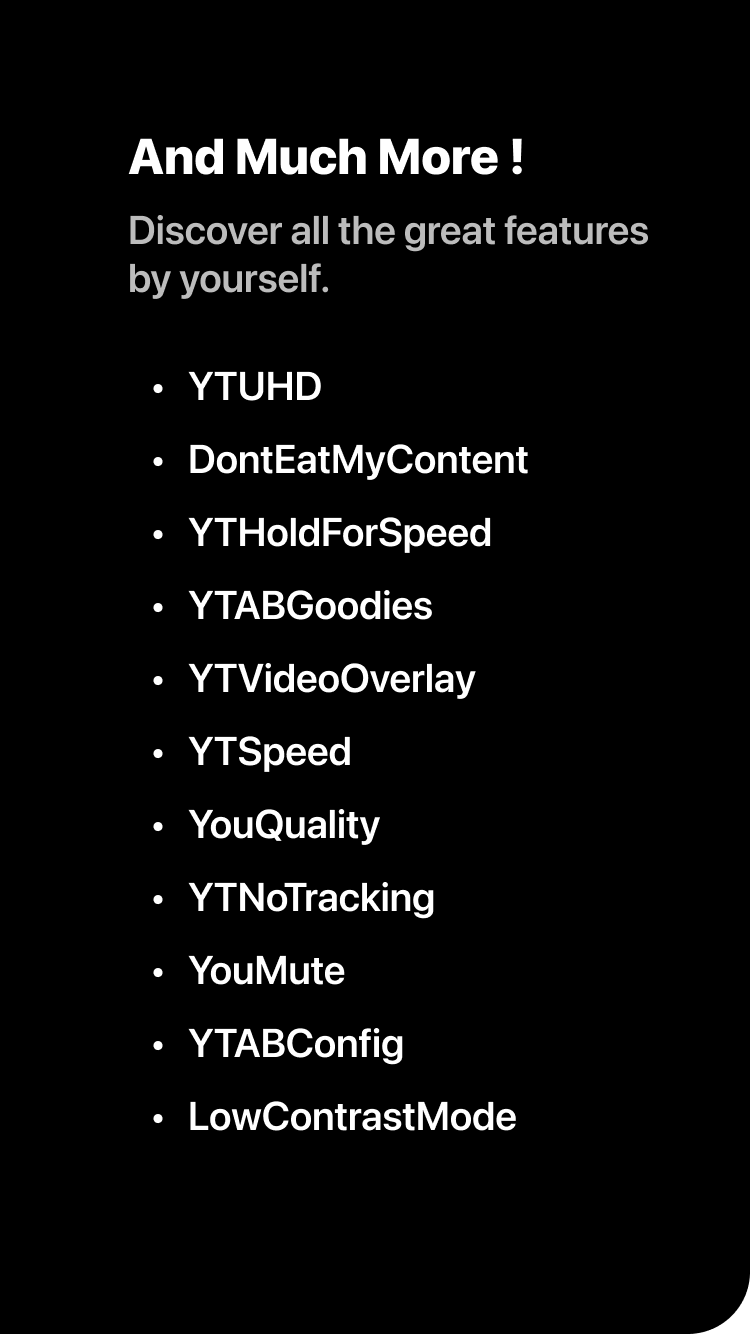 And Much More !
Discover all the great features
by yourself.
• YTUHD
• DontEatMyContent
• YTHoldForSpeed
• YTABGoodies
• YTVideoOverlay
• YTSpeed
• YouQuality
• YTNoTracking
• YouMute
• YTABConfig
• LowContrastMode